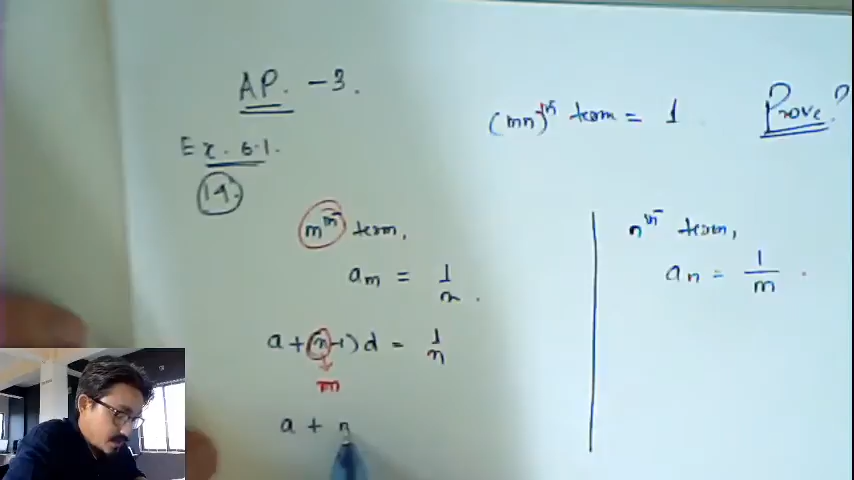 AP. - 3.
(mn)th term = 1 Prove?
Ex. 6.1.
19.
mth term,
am = 1/n.
a + (n-1)d = 1/n
m
a + n
nth term,
an = 1/m.